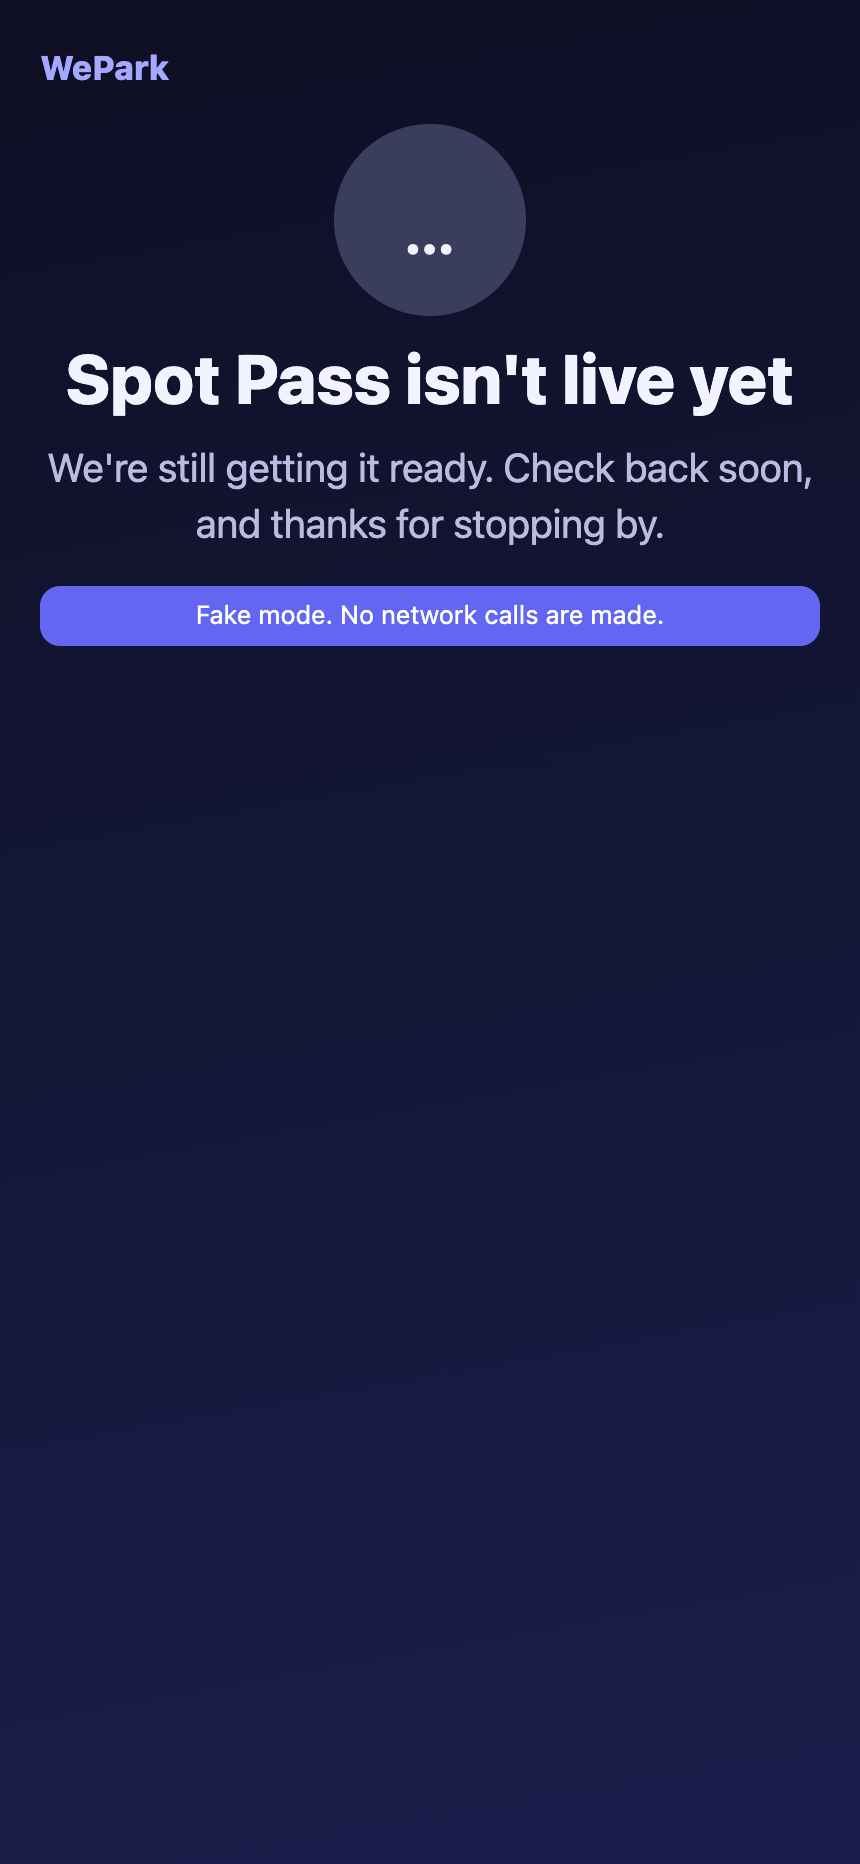 WePark
...
Spot Pass isn't live yet
We're still getting it ready. Check back soon,
and thanks for stopping by.
Fake mode. No network calls are made.